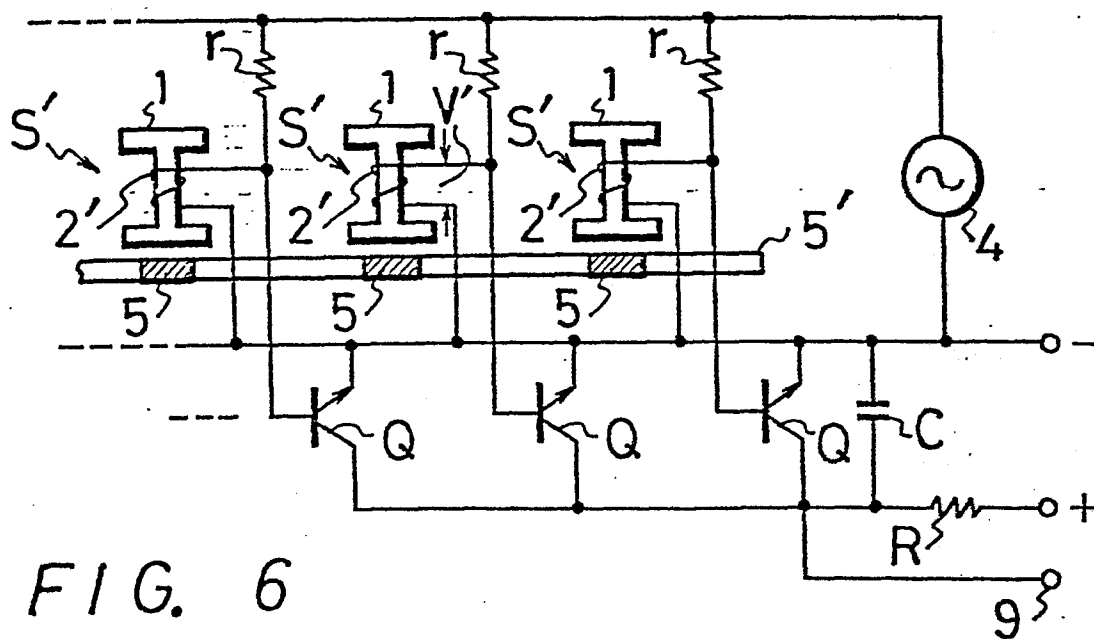 r r r
1 1 V' 1
S' S' S'
2' 2' 2' 5' 4
5 5 5
−
Q Q Q C
+
R
FIG. 6 9